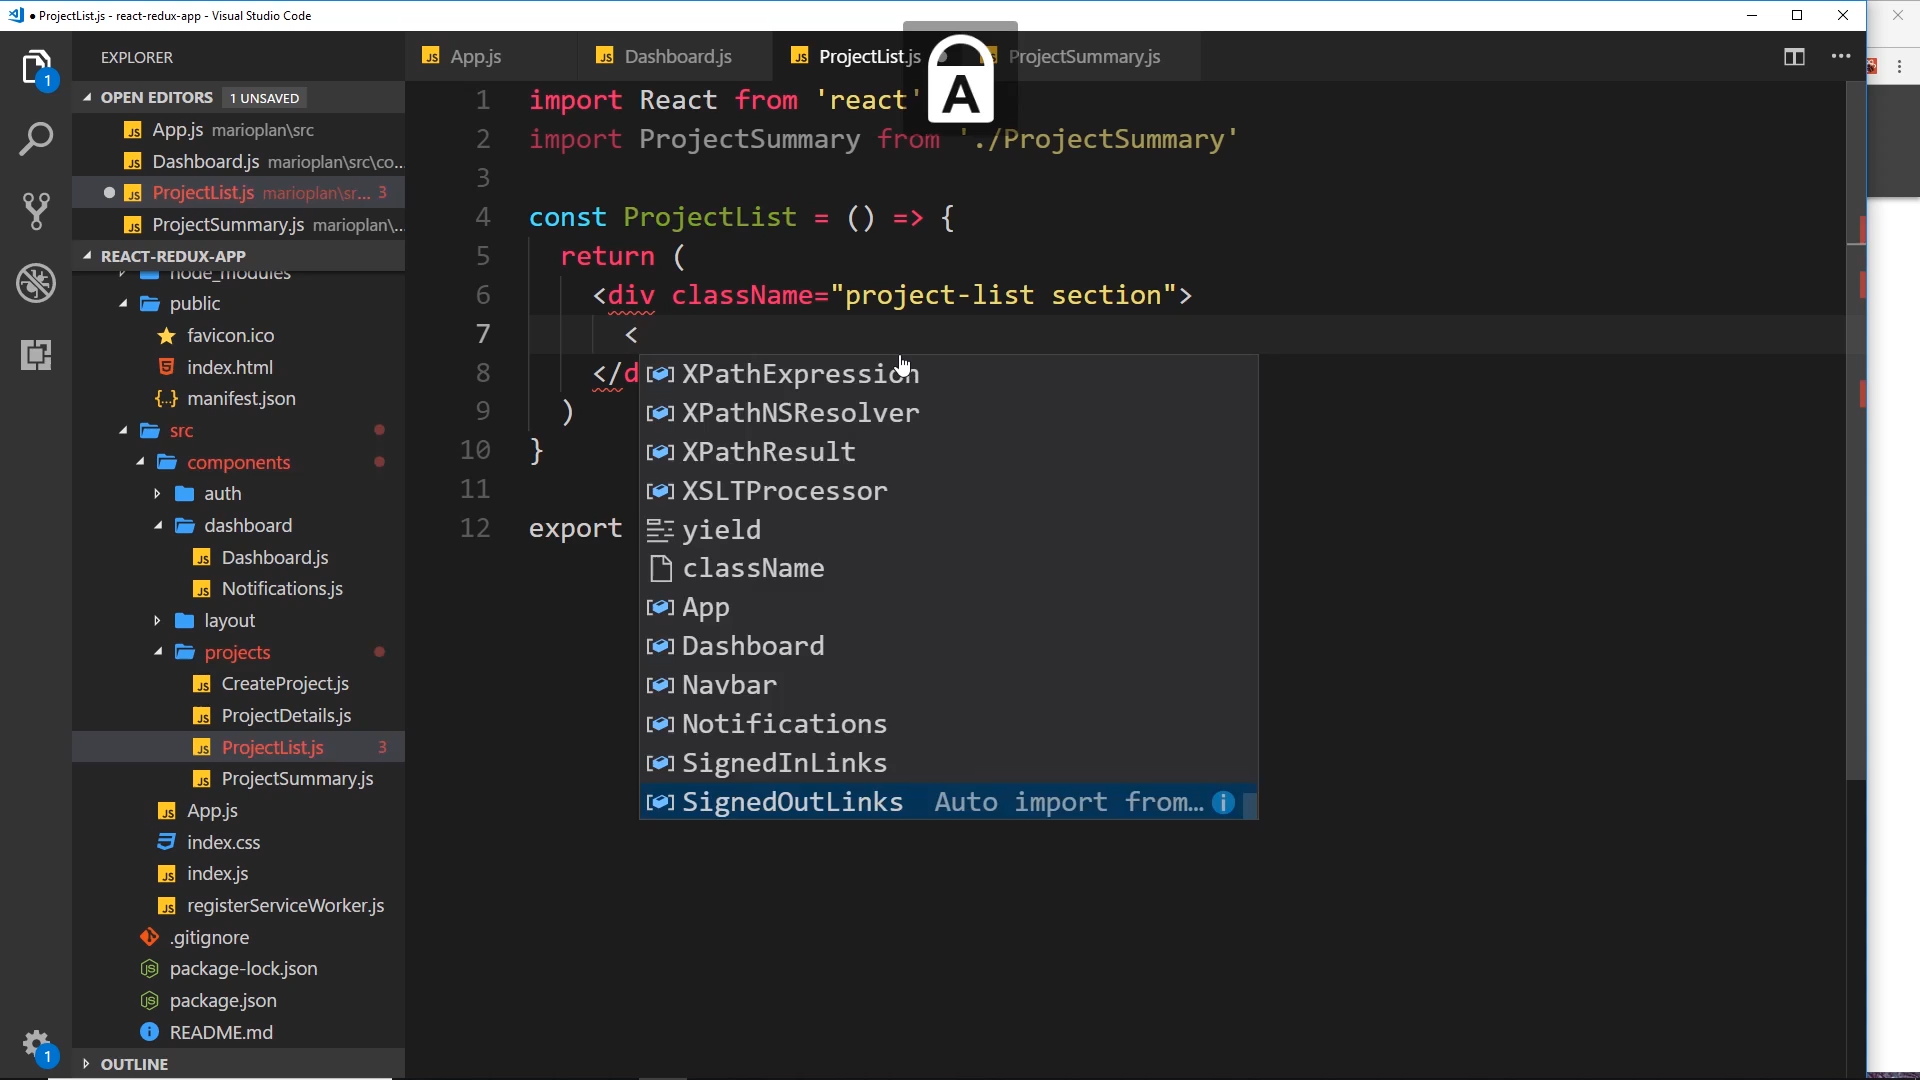 ProjectList.js - react-redux-app - Visual Studio Code
EXPLORER
App.js
Dashboard.js
ProjectList.js
ProjectSummary.js
A
OPEN EDITORS 1 UNSAVED
App.js marioplan\src
Dashboard.js marioplan\src\co...
ProjectList.js marioplan\sr... 3
ProjectSummary.js marioplan\...
REACT-REDUX-APP
node_modules
public
favicon.ico
index.html
manifest.json
src
components
auth
dashboard
Dashboard.js
Notifications.js
layout
projects
CreateProject.js
ProjectDetails.js
ProjectList.js 3
ProjectSummary.js
App.js
index.css
index.js
registerServiceWorker.js
.gitignore
package-lock.json
package.json
README.md
OUTLINE
1
1
1 import React from 'react'
2 import ProjectSummary from './ProjectSummary'
3
4 const ProjectList = () => {
5 return (
6 <div className="project-list section">
7 <
8 </d
9 )
10 }
11
12 export
XPathExpression
XPathNSResolver
XPathResult
XSLTProcessor
yield
className
App
Dashboard
Navbar
Notifications
SignedInLinks
SignedOutLinks Auto import from...